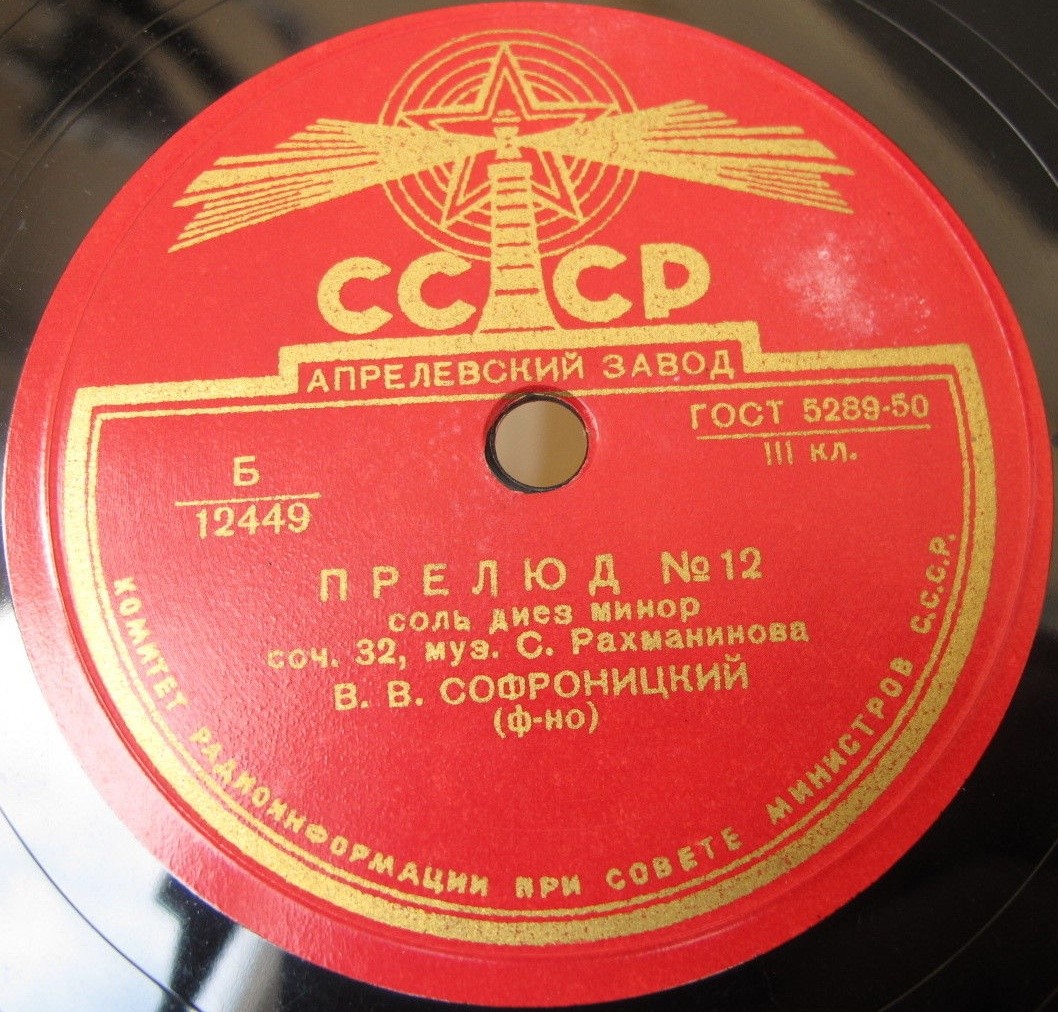 СССР
АПРЕЛЕВСКИЙ ЗАВОД
ГОСТ 5289-50
III кл.
Б
12449
ПРЕЛЮД №12
соль диез минор
соч. 32, муз. С. Рахманинова
В. В. СОФРОНИЦКИЙ
(ф-но)
КОМИТЕТ РАДИОИНФОРМАЦИИ ПРИ СОВЕТЕ МИНИСТРОВ С.С.С.Р.